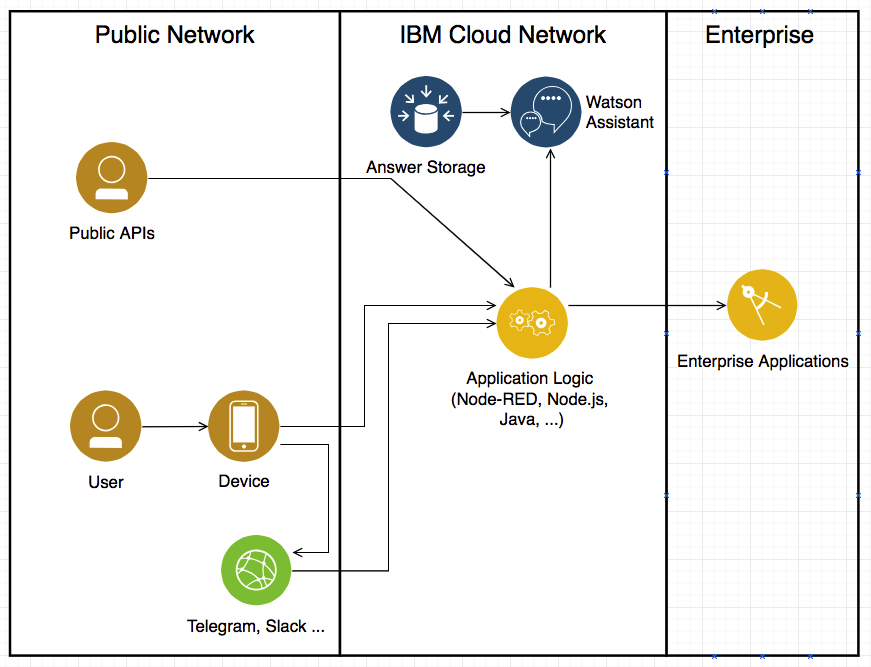 Public Network
IBM Cloud Network
Enterprise
Watson
Assistant
Answer Storage
Public APIs
Enterprise Applications
Application Logic
(Node-RED, Node.js,
Java, ...)
User
Device
Telegram, Slack ...